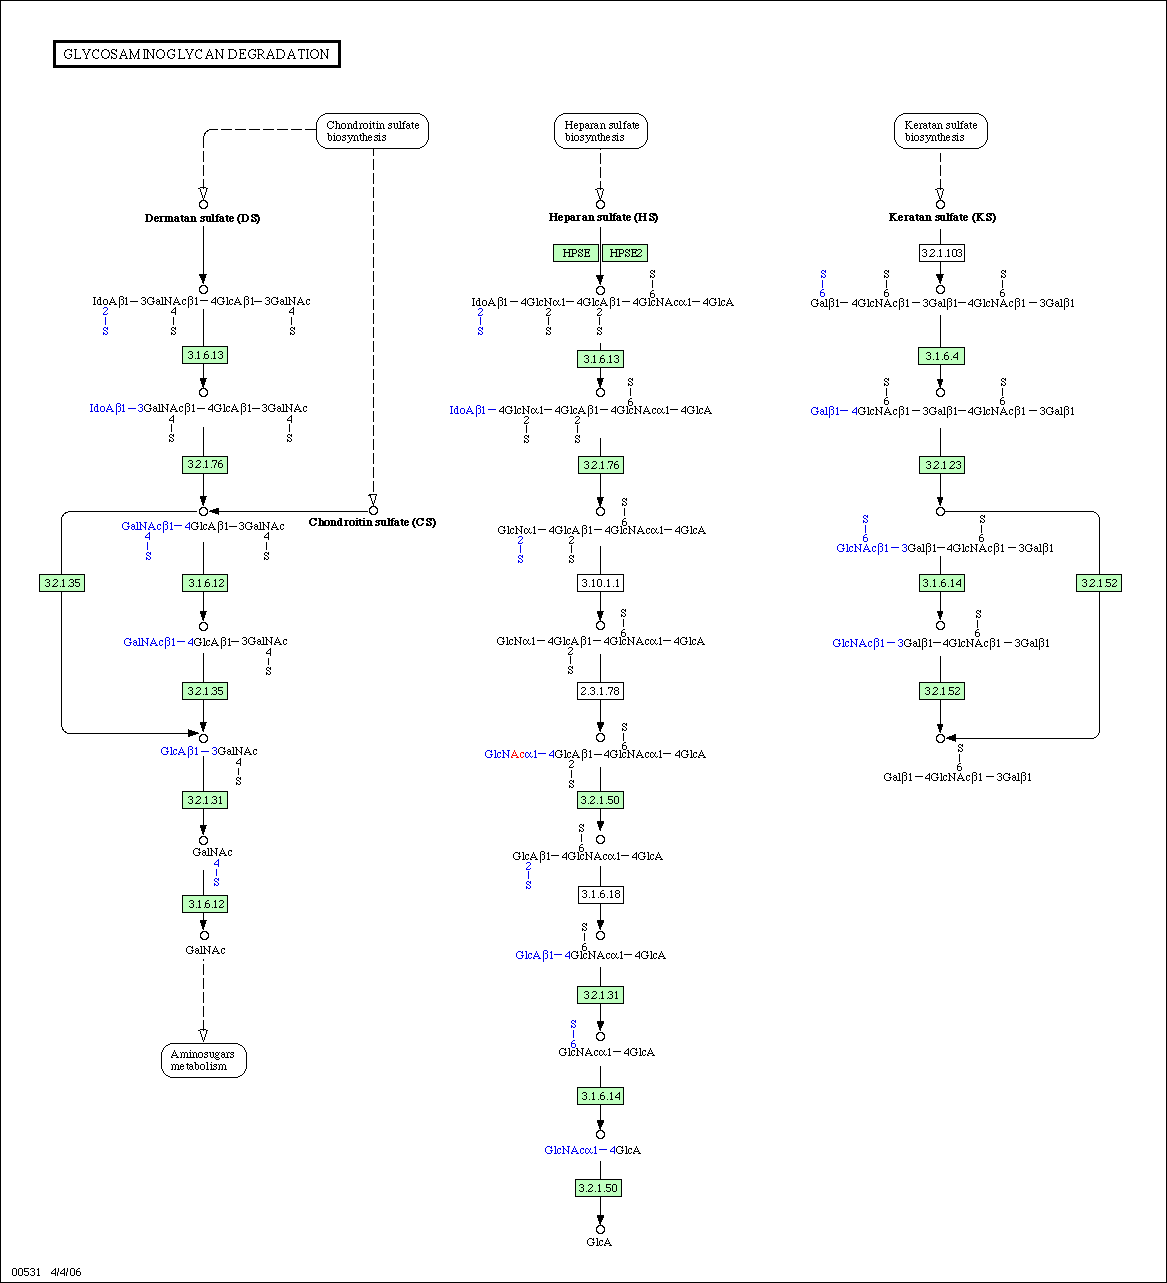 GLYCOSAMINOGLYCAN DEGRADATION
Chondroitin sulfate
biosynthesis
Heparan sulfate
biosynthesis
Keratan sulfate
biosynthesis
Dermatan sulfate (DS)
IdoAβ1−3GalNAcβ1−4GlcAβ1−3GalNAc
2 4 4
S S S
3.1.6.13
IdoAβ1−3GalNAcβ1−4GlcAβ1−3GalNAc
4 4
S S
3.2.1.76
Chondroitin sulfate (CS)
GalNAcβ1−4GlcAβ1−3GalNAc
4 4
S S
3.2.1.35
3.1.6.12
GalNAcβ1−4GlcAβ1−3GalNAc
4
S
3.2.1.35
GlcAβ1−3GalNAc
4
S
3.2.1.31
GalNAc
4
S
3.1.6.12
GalNAc
Aminosugars
metabolism
Heparan sulfate (HS)
HPSE HPSE2
S
6
IdoAβ1−4GlcNα1−4GlcAβ1−4GlcNAcα1−4GlcA
2 2 2
S S S
3.1.6.13
S
6
IdoAβ1−4GlcNα1−4GlcAβ1−4GlcNAcα1−4GlcA
2 2
S S
3.2.1.76
S
6
GlcNα1−4GlcAβ1−4GlcNAcα1−4GlcA
2 2
S S
3.10.1.1
S
6
GlcNα1−4GlcAβ1−4GlcNAcα1−4GlcA
2
S
2.3.1.78
S
6
GlcNAcα1−4GlcAβ1−4GlcNAcα1−4GlcA
2
S
3.2.1.50
S
6
GlcAβ1−4GlcNAcα1−4GlcA
2
S
3.1.6.18
S
6
GlcAβ1−4GlcNAcα1−4GlcA
3.2.1.31
S
6
GlcNAcα1−4GlcA
3.1.6.14
GlcNAcα1−4GlcA
3.2.1.50
GlcA
Keratan sulfate (KS)
3.2.1.103
S S S
6 6 6
Galβ1−4GlcNAcβ1−3Galβ1−4GlcNAcβ1−3Galβ1
3.1.6.4
S S
6 6
Galβ1−4GlcNAcβ1−3Galβ1−4GlcNAcβ1−3Galβ1
3.2.1.23
S S
6 6
GlcNAcβ1−3Galβ1−4GlcNAcβ1−3Galβ1
3.1.6.14
3.2.1.52
S
6
GlcNAcβ1−3Galβ1−4GlcNAcβ1−3Galβ1
3.2.1.52
S
6
Galβ1−4GlcNAcβ1−3Galβ1
00531 4/4/06